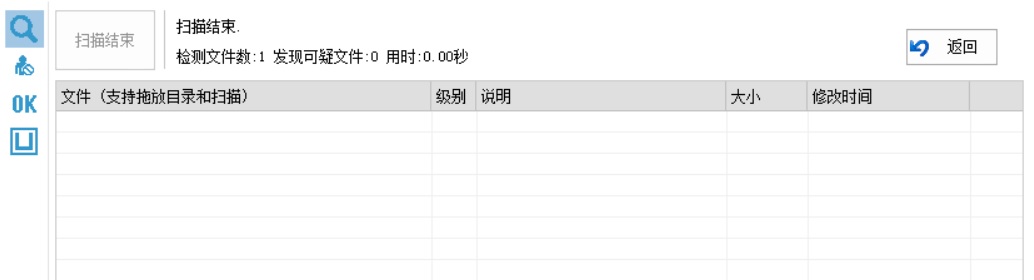 扫描结束
扫描结束.
检测文件数:1 发现可疑文件:0 用时:0.00秒
返回
OK
文件（支持拖放目录和扫描） 级别 说明 大小 修改时间